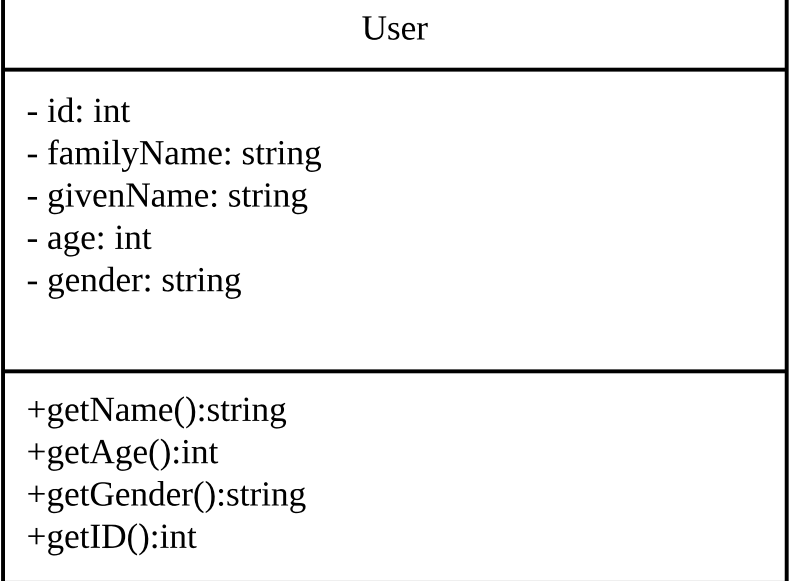 User
- id: int
- familyName: string
- givenName: string
- age: int
- gender: string
+getName():string
+getAge():int
+getGender():string
+getID():int